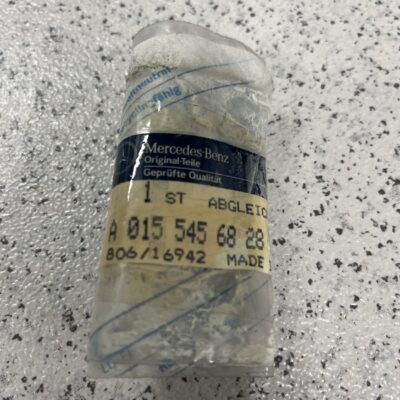 Mercedes-Benz
Original-Teile
Geprüfte Qualität
1 ST ABGLEIC
A 015 545 68 28
806/16942 MADE